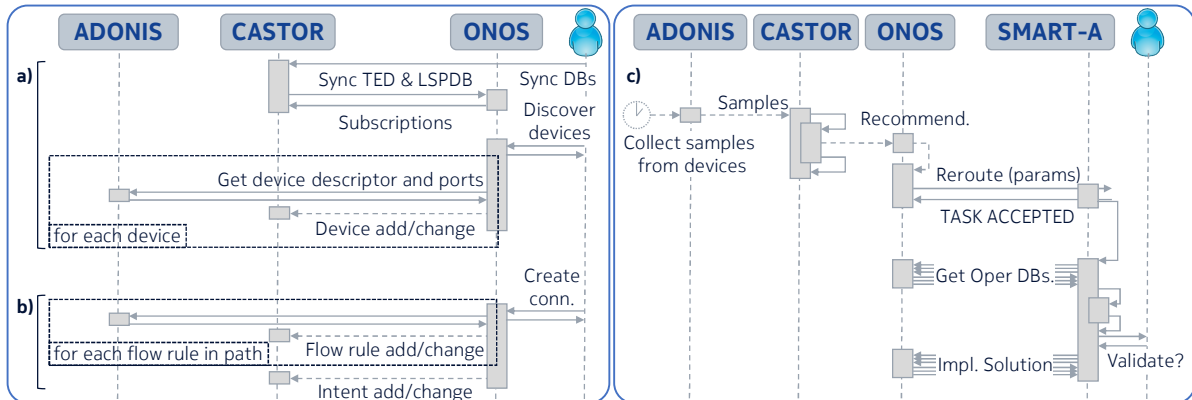 ADONIS
CASTOR
ONOS
a)
Sync TED & LSPDB
Sync DBs
Subscriptions
Discover
devices
Get device descriptor and ports
Device add/change
for each device
b)
Create
conn.
for each flow rule in path
Flow rule add/change
Intent add/change
ADONIS
CASTOR
ONOS
SMART-A
c)
Samples
Recommend.
Collect samples
from devices
Reroute (params)
TASK ACCEPTED
Get Oper DBs.
Impl. Solution
Validate?